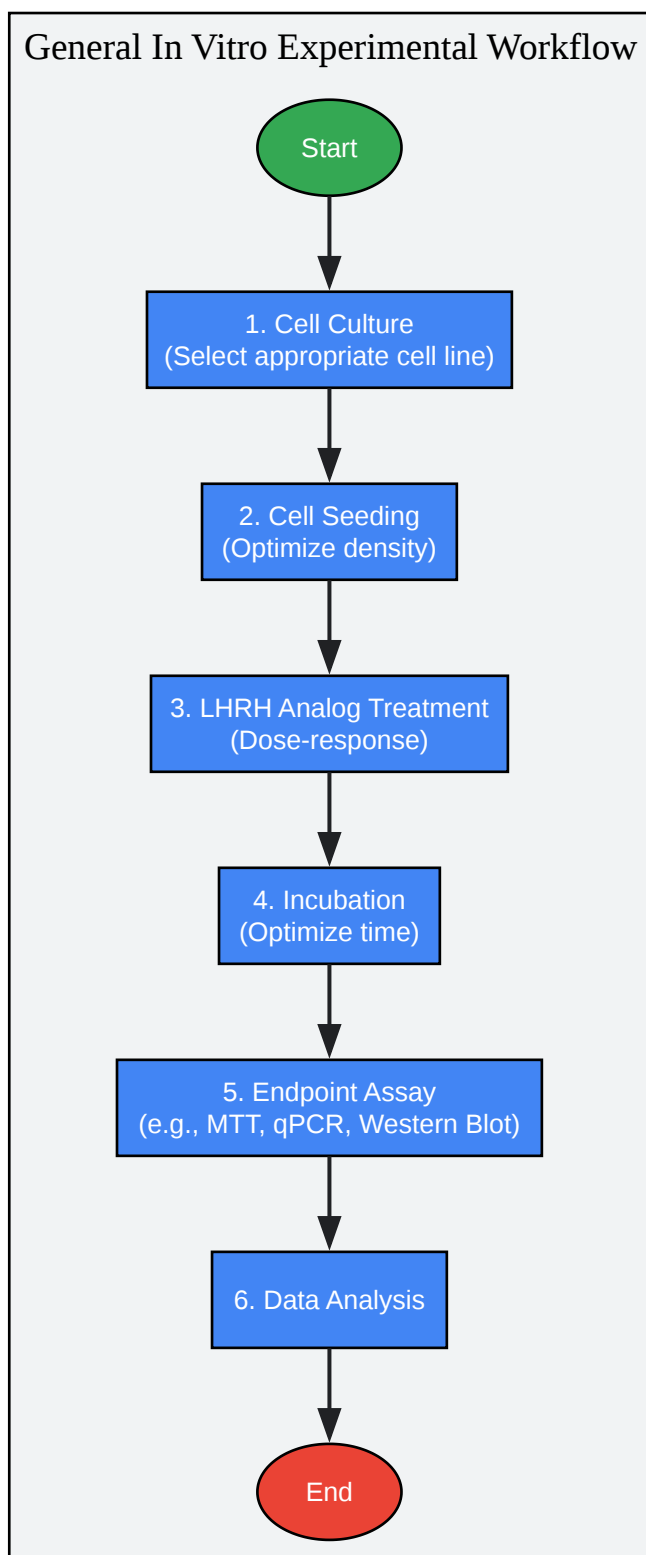 General In Vitro Experimental Workflow
Start
1. Cell Culture
(Select appropriate cell line)
2. Cell Seeding
(Optimize density)
3. LHRH Analog Treatment
(Dose-response)
4. Incubation
(Optimize time)
5. Endpoint Assay
(e.g., MTT, qPCR, Western Blot)
6. Data Analysis
End